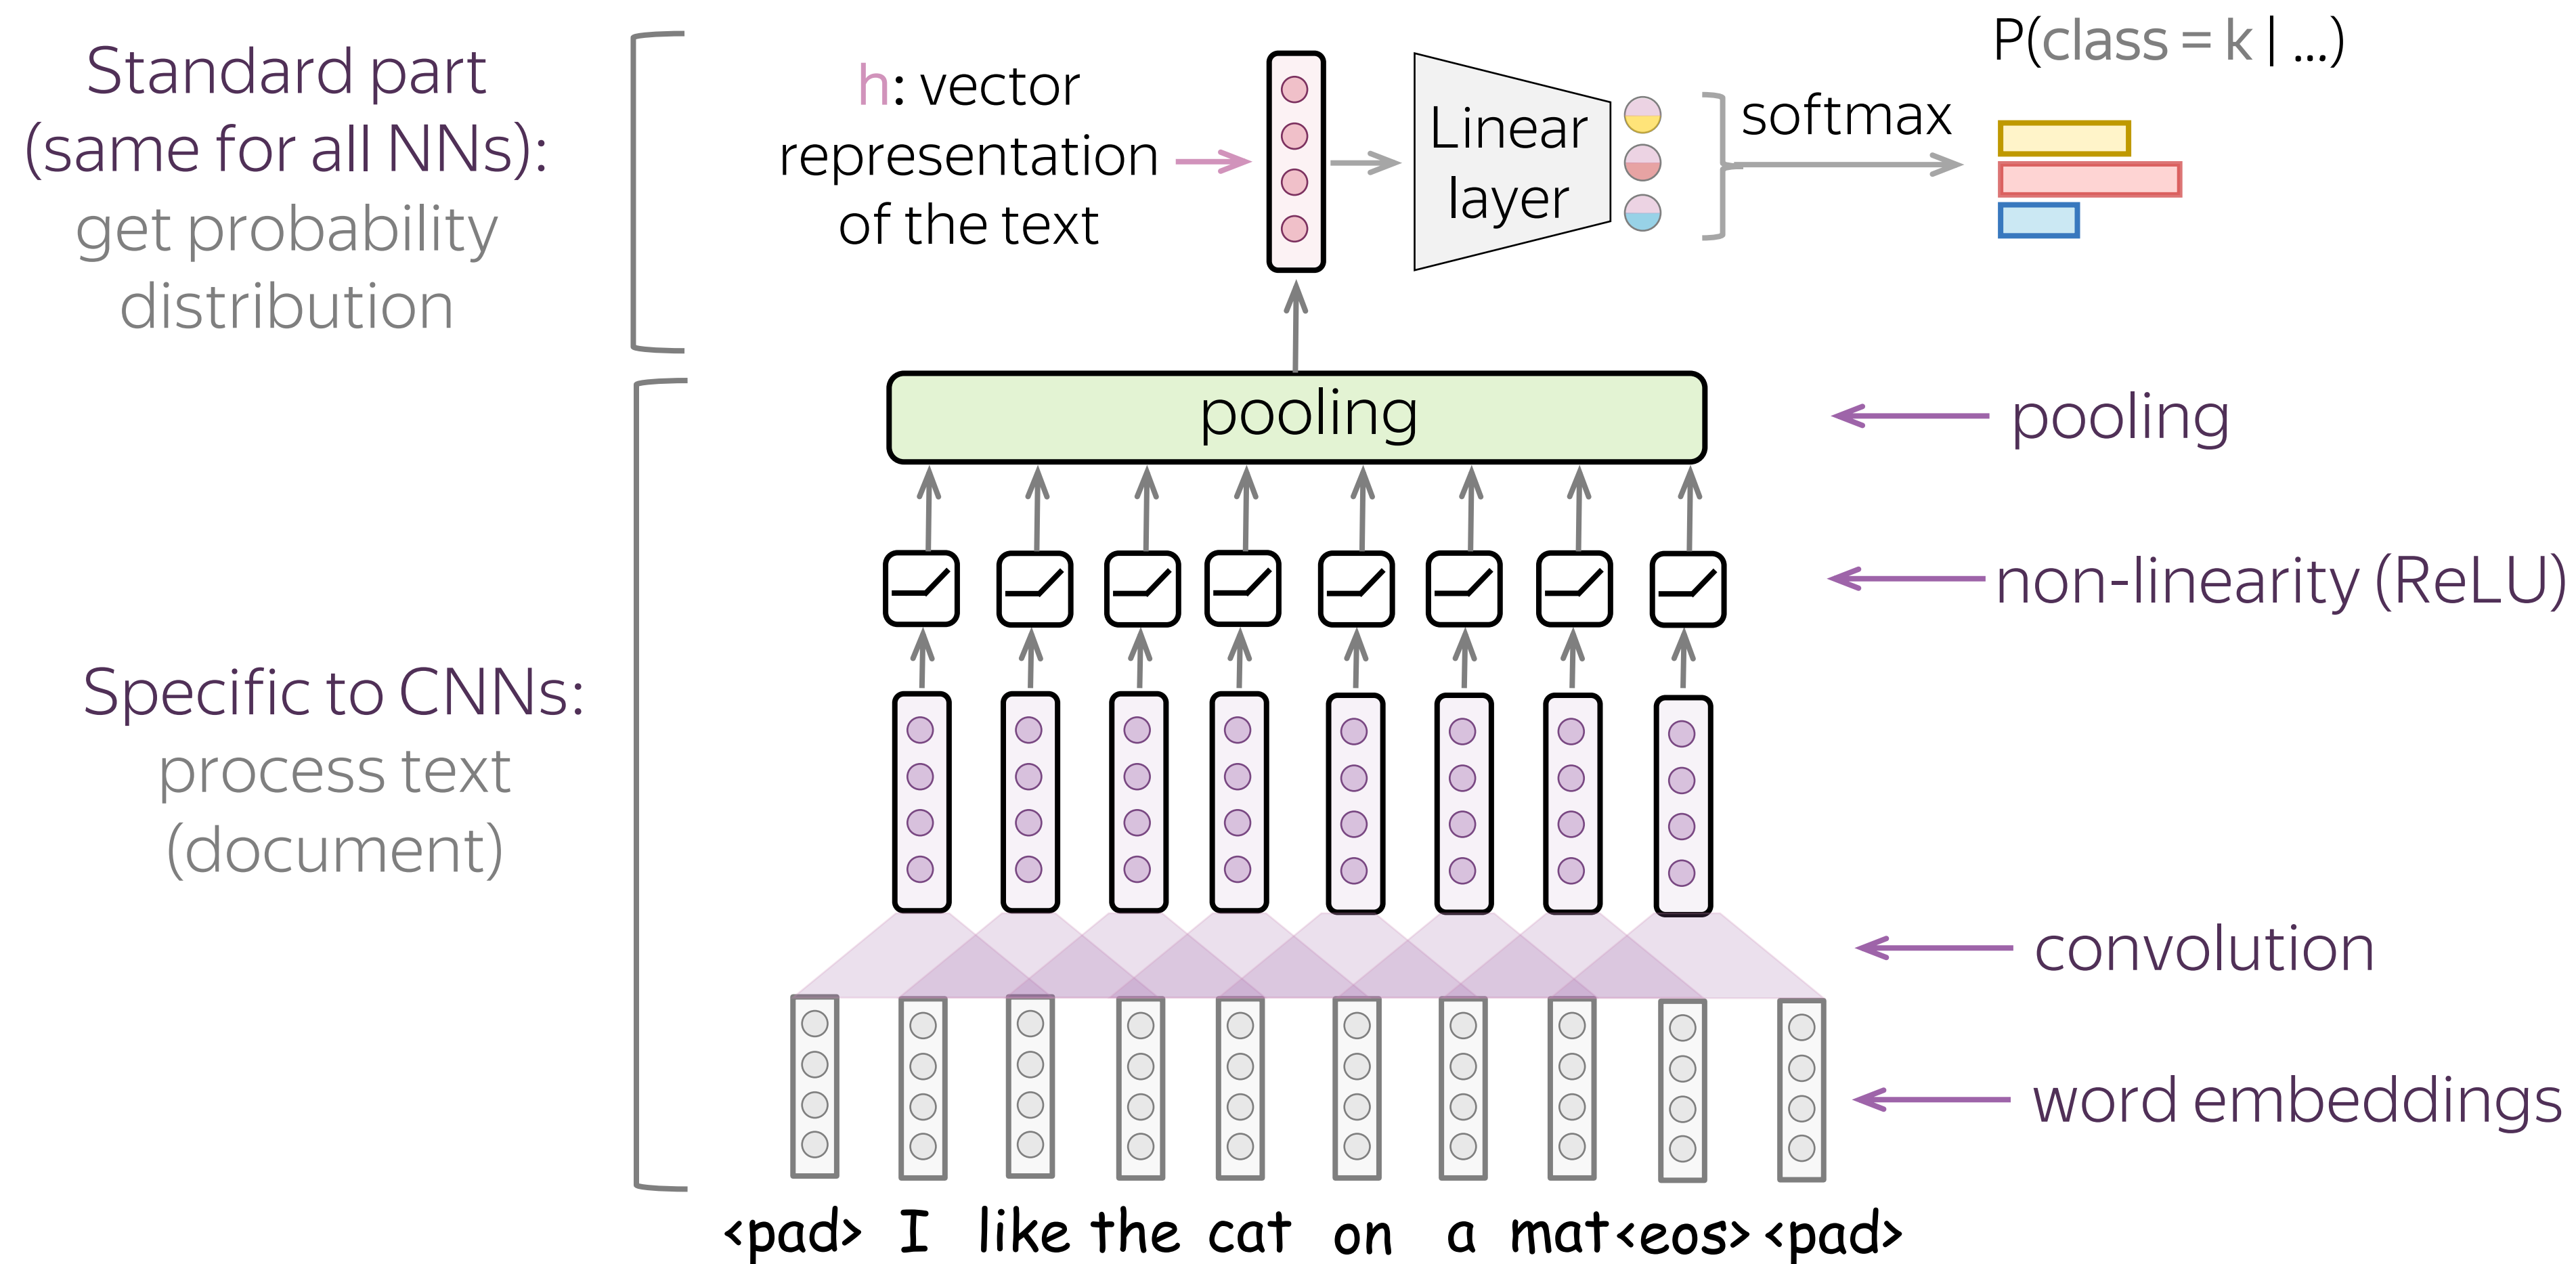 Standard part
(same for all NNs):
get probability
distribution
h: vector
representation
of the text
Linear
layer
softmax
P(class = k | ...)
pooling
pooling
non-linearity (ReLU)
Specific to CNNs:
process text
(document)
convolution
word embeddings
<pad> I like the cat on a mat <eos> <pad>